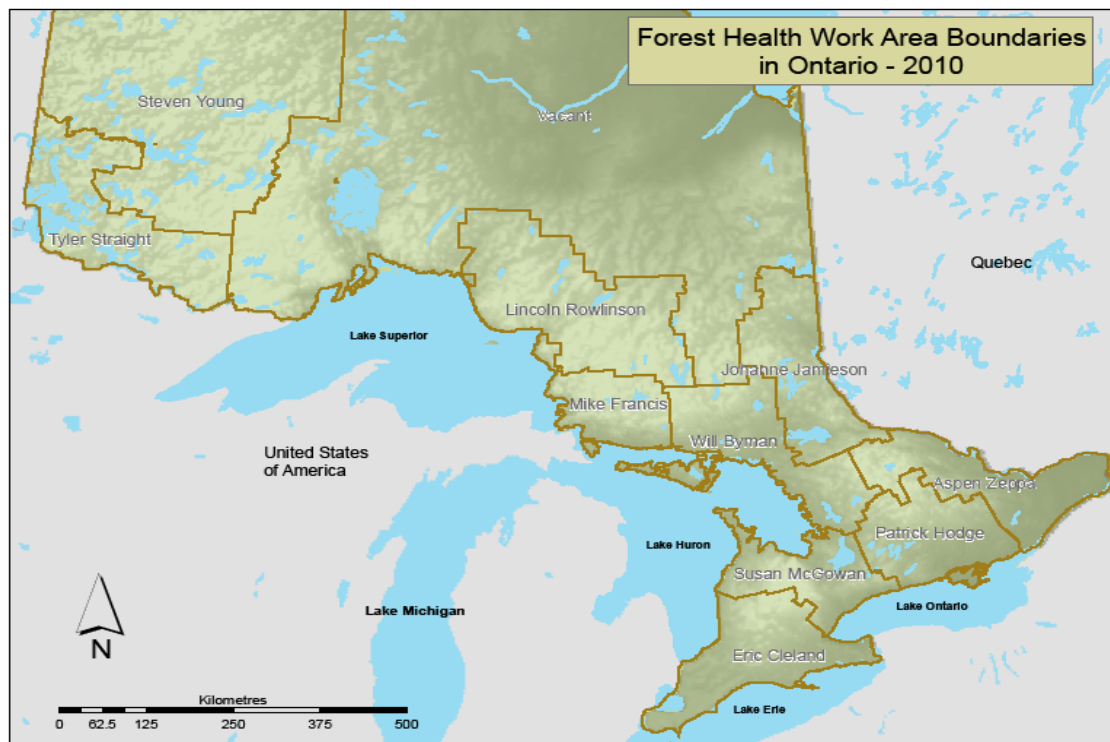 Forest Health Work Area Boundaries
in Ontario - 2010
Steven Young
Vacant
Tyler Straight
Quebec
Lincoln Rowlinson
Lake Superior
Johanne Jamieson
Mike Francis
Will Byman
United States
of America
Aspen Zeppa
Patrick Hodge
Lake Huron
Susan McGowan
Lake Michigan
Lake Ontario
N
Eric Cleland
Kilometres
0 62.5 125 250 375 500
Lake Erie